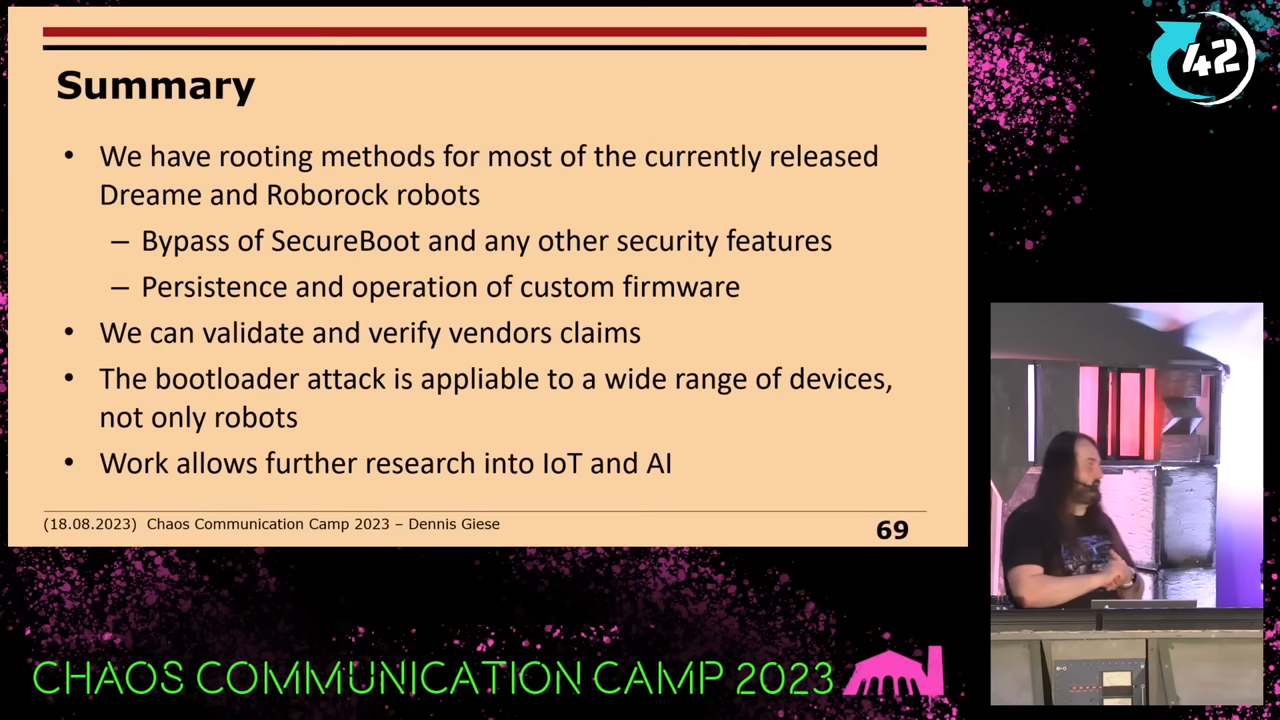 Summary
• We have rooting methods for most of the currently released
Dreame and Roborock robots
– Bypass of SecureBoot and any other security features
– Persistence and operation of custom firmware
• We can validate and verify vendors claims
• The bootloader attack is appliable to a wide range of devices,
not only robots
• Work allows further research into IoT and AI
(18.08.2023) Chaos Communication Camp 2023 – Dennis Giese
69
42
CHAOS COMMUNICATION CAMP 2023